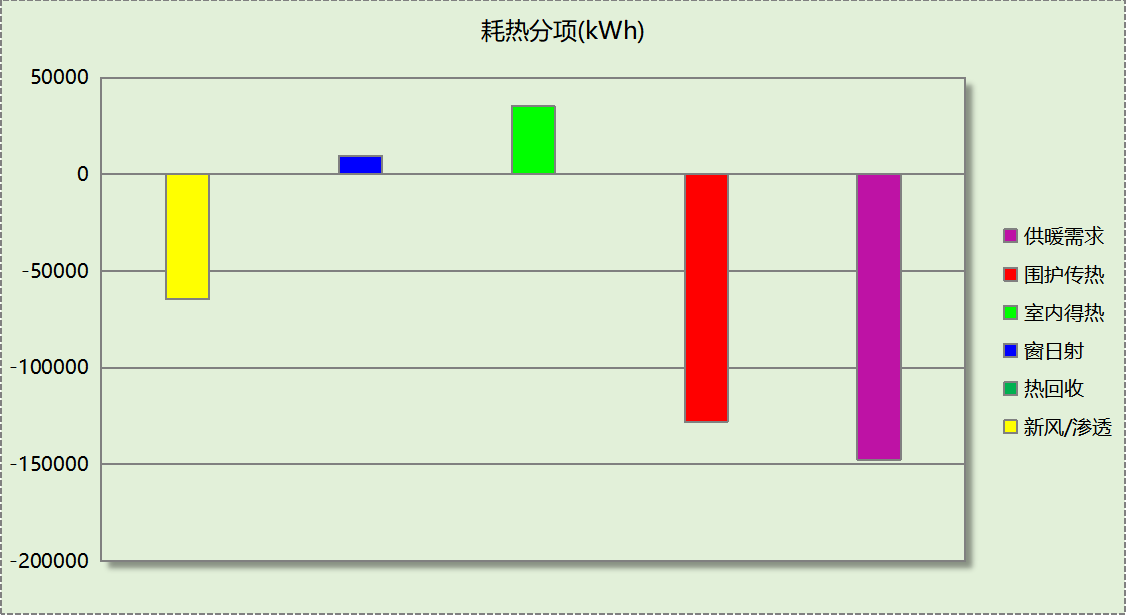 耗热分项(kWh)
50000
0
-50000
-100000
-150000
-200000
供暖需求
围护传热
室内得热
窗日射
热回收
新风/渗透